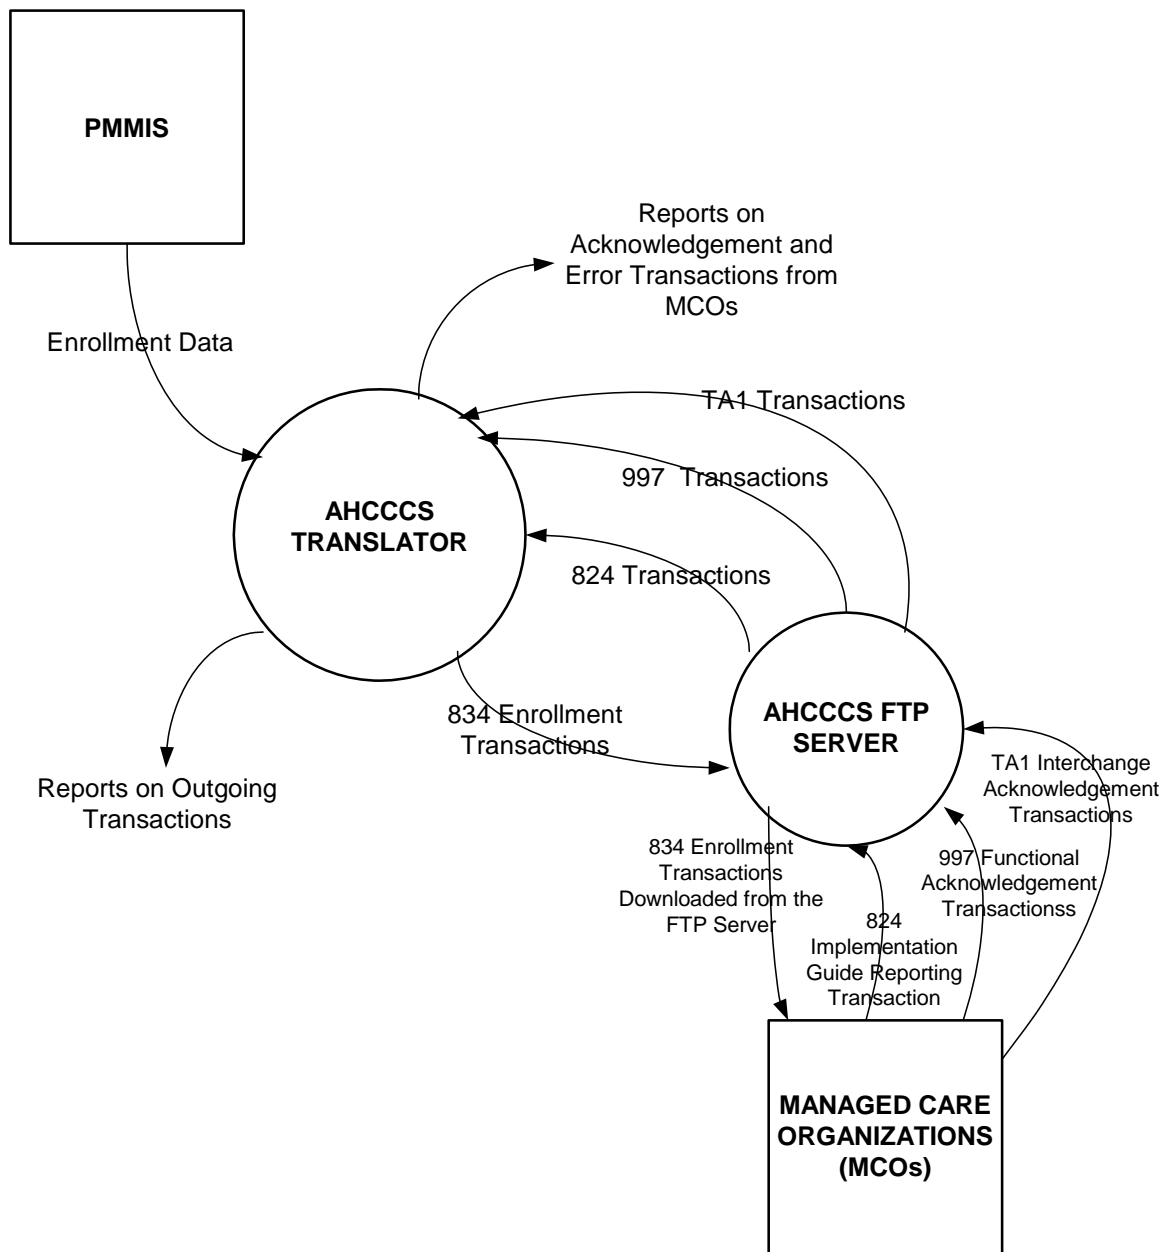 PMMIS
Reports on
Acknowledgement and
Error Transactions from
MCOs
Enrollment Data
TA1 Transactions
997 Transactions
AHCCCS
TRANSLATOR
824 Transactions
834 Enrollment
Transactions
AHCCCS FTP
SERVER
Reports on Outgoing
Transactions
TA1 Interchange
Acknowledgement
Transactions
834 Enrollment
Transactions
Downloaded from the
FTP Server
997 Functional
Acknowledgement
Transactionss
824
Implementation
Guide Reporting
Transaction
MANAGED CARE
ORGANIZATIONS
(MCOs)